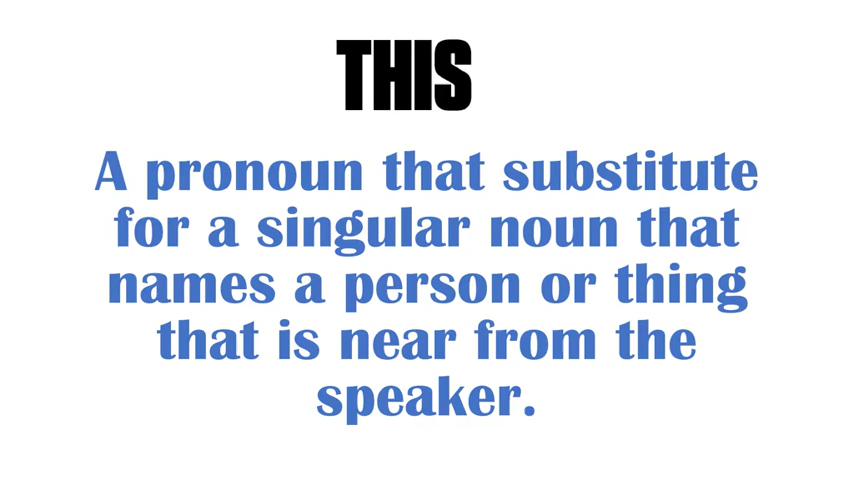 THIS
A pronoun that substitute
for a singular noun that
names a person or thing
that is near from the
speaker.